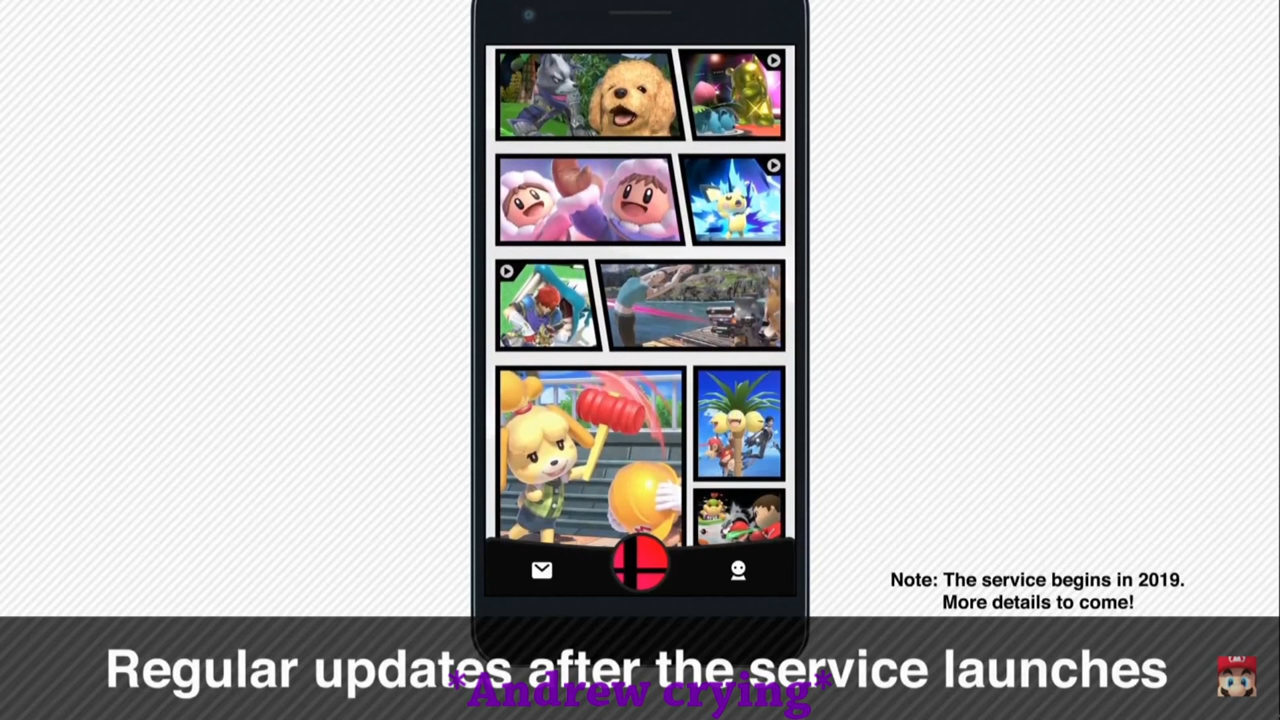 Note: The service begins in 2019.
More details to come!
Regular updates after the service launches
*Andrew crying*